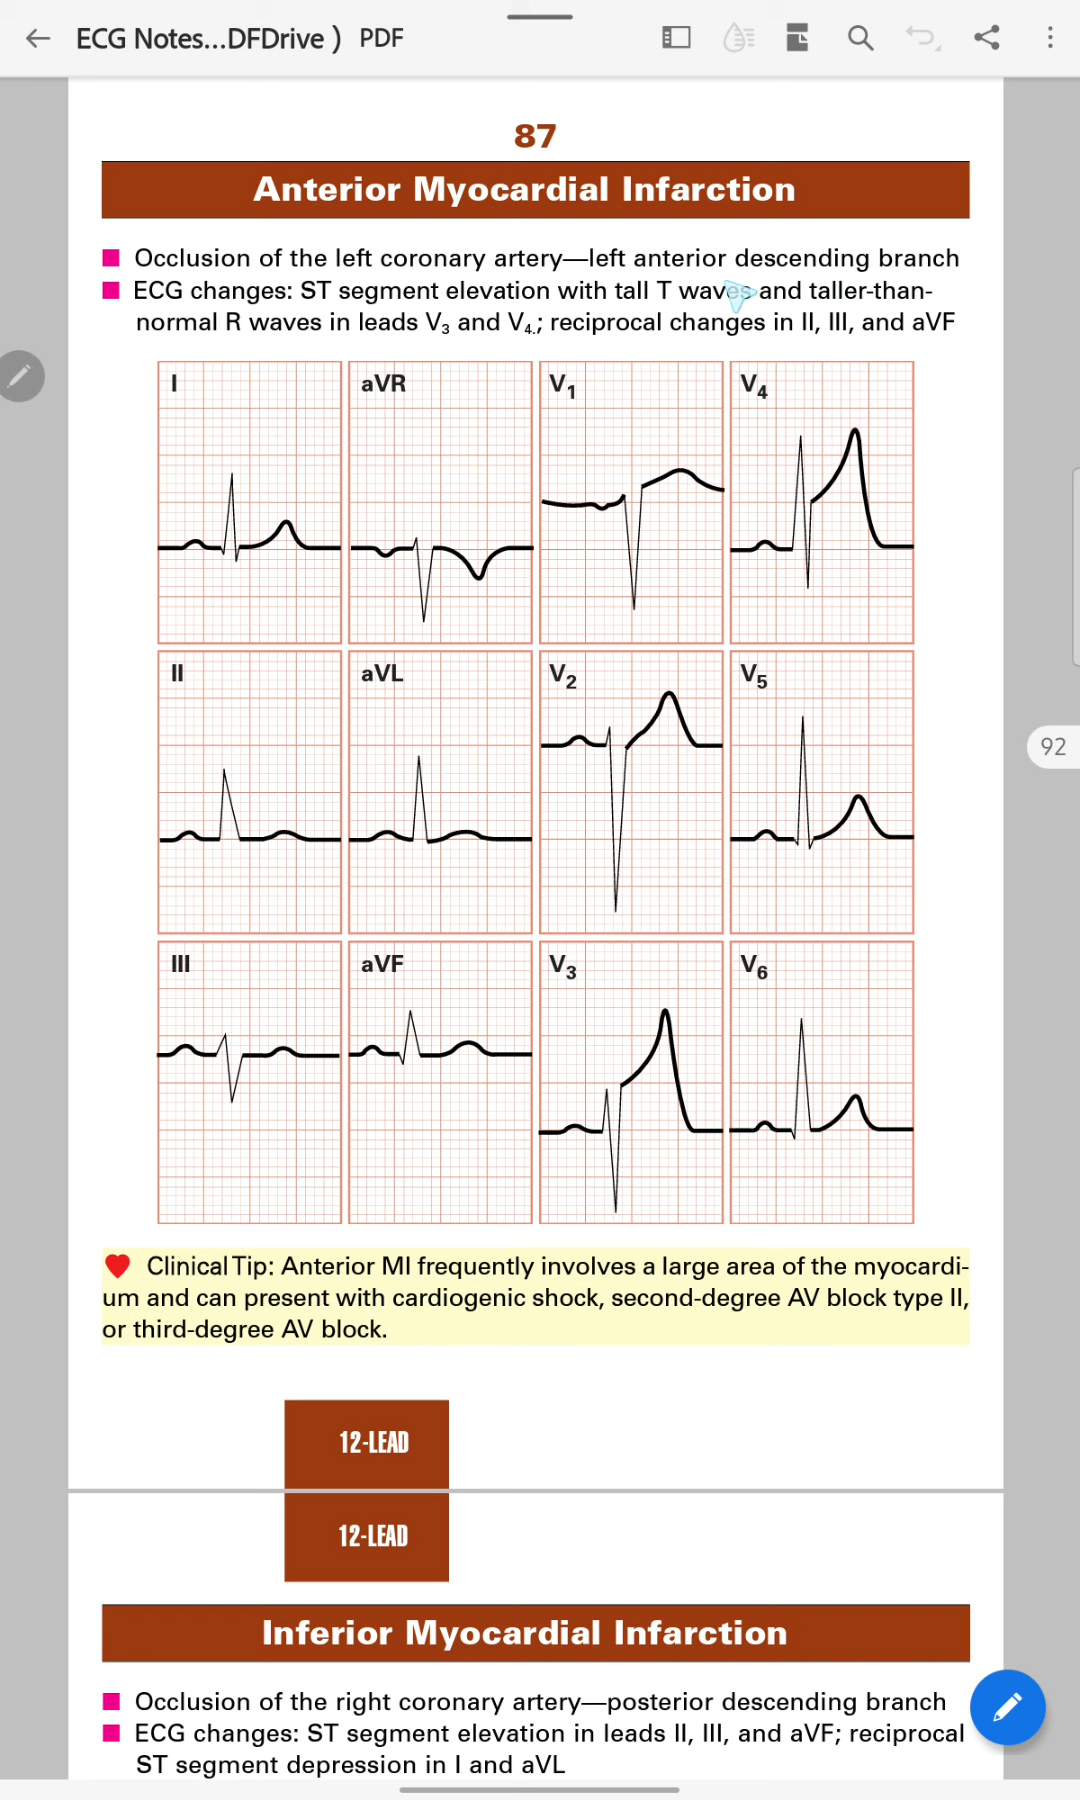 ECG Notes...DFDrive ) PDF
87
Anterior Myocardial Infarction
Occlusion of the left coronary artery—left anterior descending branch
ECG changes: ST segment elevation with tall T waves and taller-than-
normal R waves in leads V3 and V4.; reciprocal changes in II, III, and aVF
I aVR V1 V4
II aVL V2 V5
III aVF V3 V6
92
Clinical Tip: Anterior MI frequently involves a large area of the myocardi-
um and can present with cardiogenic shock, second-degree AV block type II,
or third-degree AV block.
12-LEAD
12-LEAD
Inferior Myocardial Infarction
Occlusion of the right coronary artery—posterior descending branch
ECG changes: ST segment elevation in leads II, III, and aVF; reciprocal
ST segment depression in I and aVL